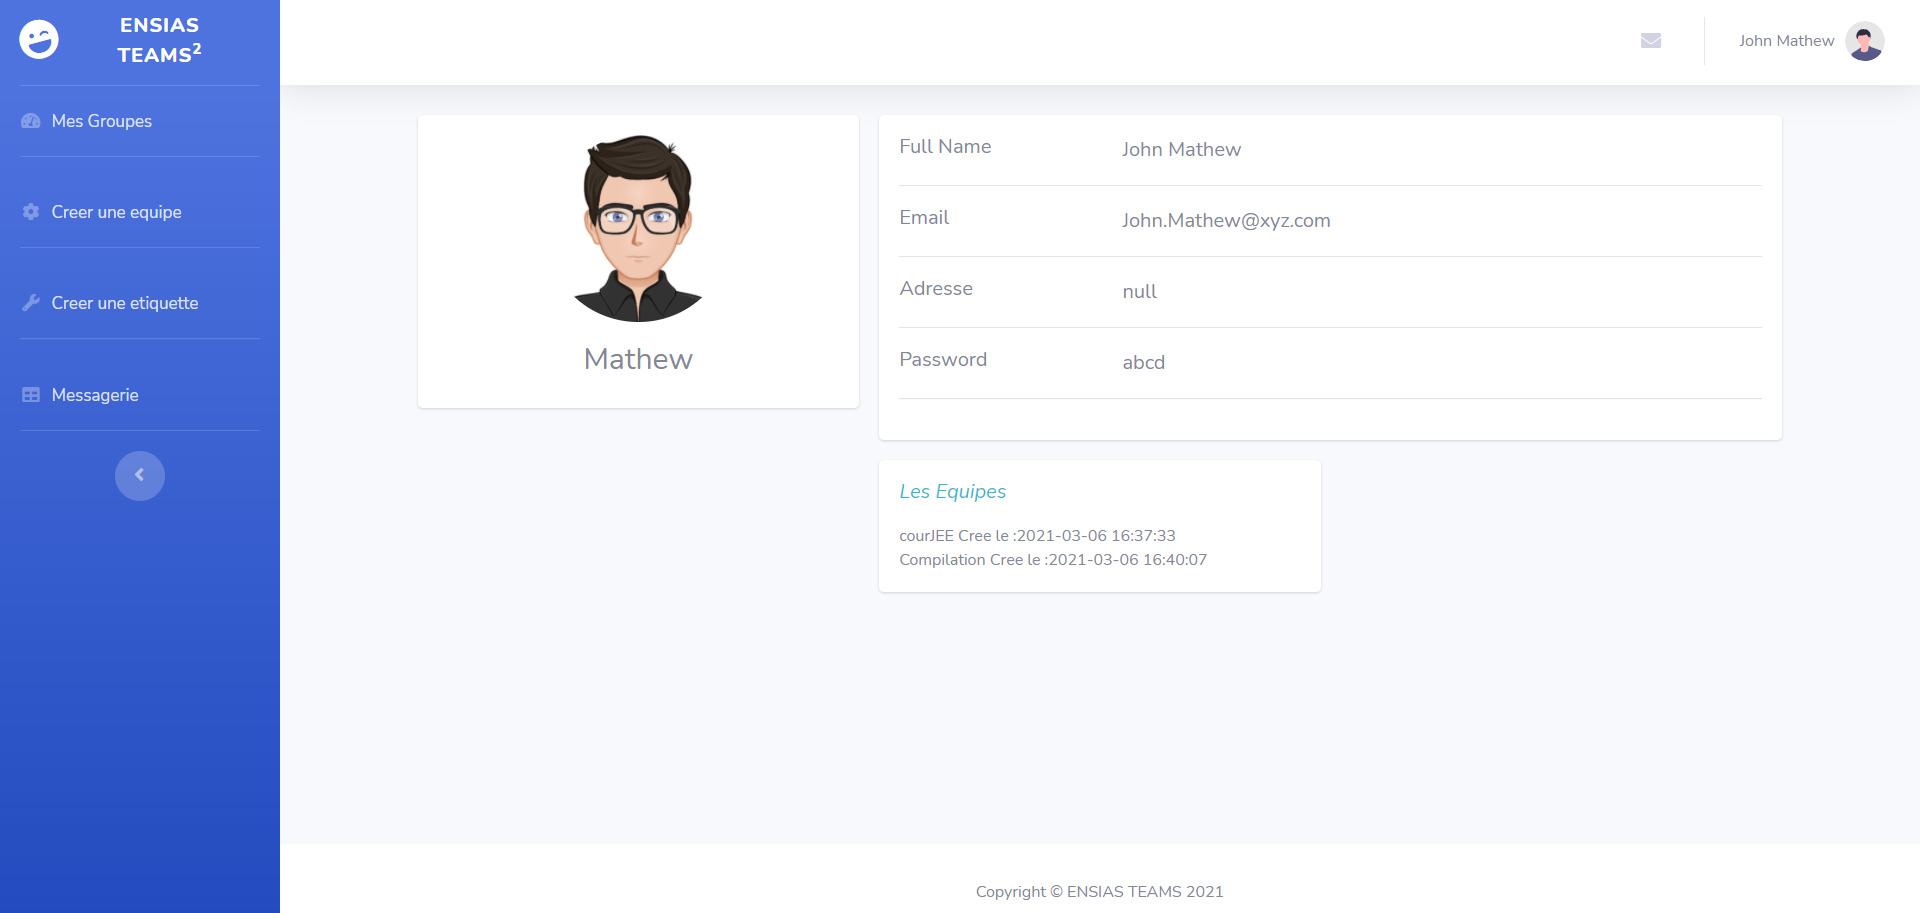 ENSIAS
TEAMS²
Mes Groupes
Creer une equipe
Creer une etiquette
Messagerie
John Mathew
Mathew
Full Name John Mathew
Email John.Mathew@xyz.com
Adresse null
Password abcd
Les Equipes
courJEE Cree le :2021-03-06 16:37:33
Compilation Cree le :2021-03-06 16:40:07
Copyright © ENSIAS TEAMS 2021